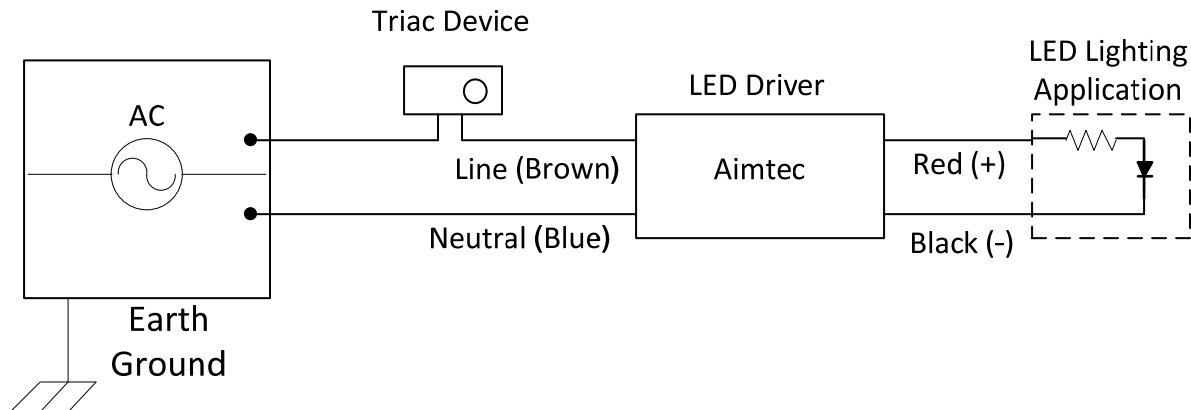 Triac Device
LED Lighting
Application
LED Driver
AC
Line (Brown)
Aimtec
Red (+)
Neutral (Blue)
Black (-)
Earth
Ground